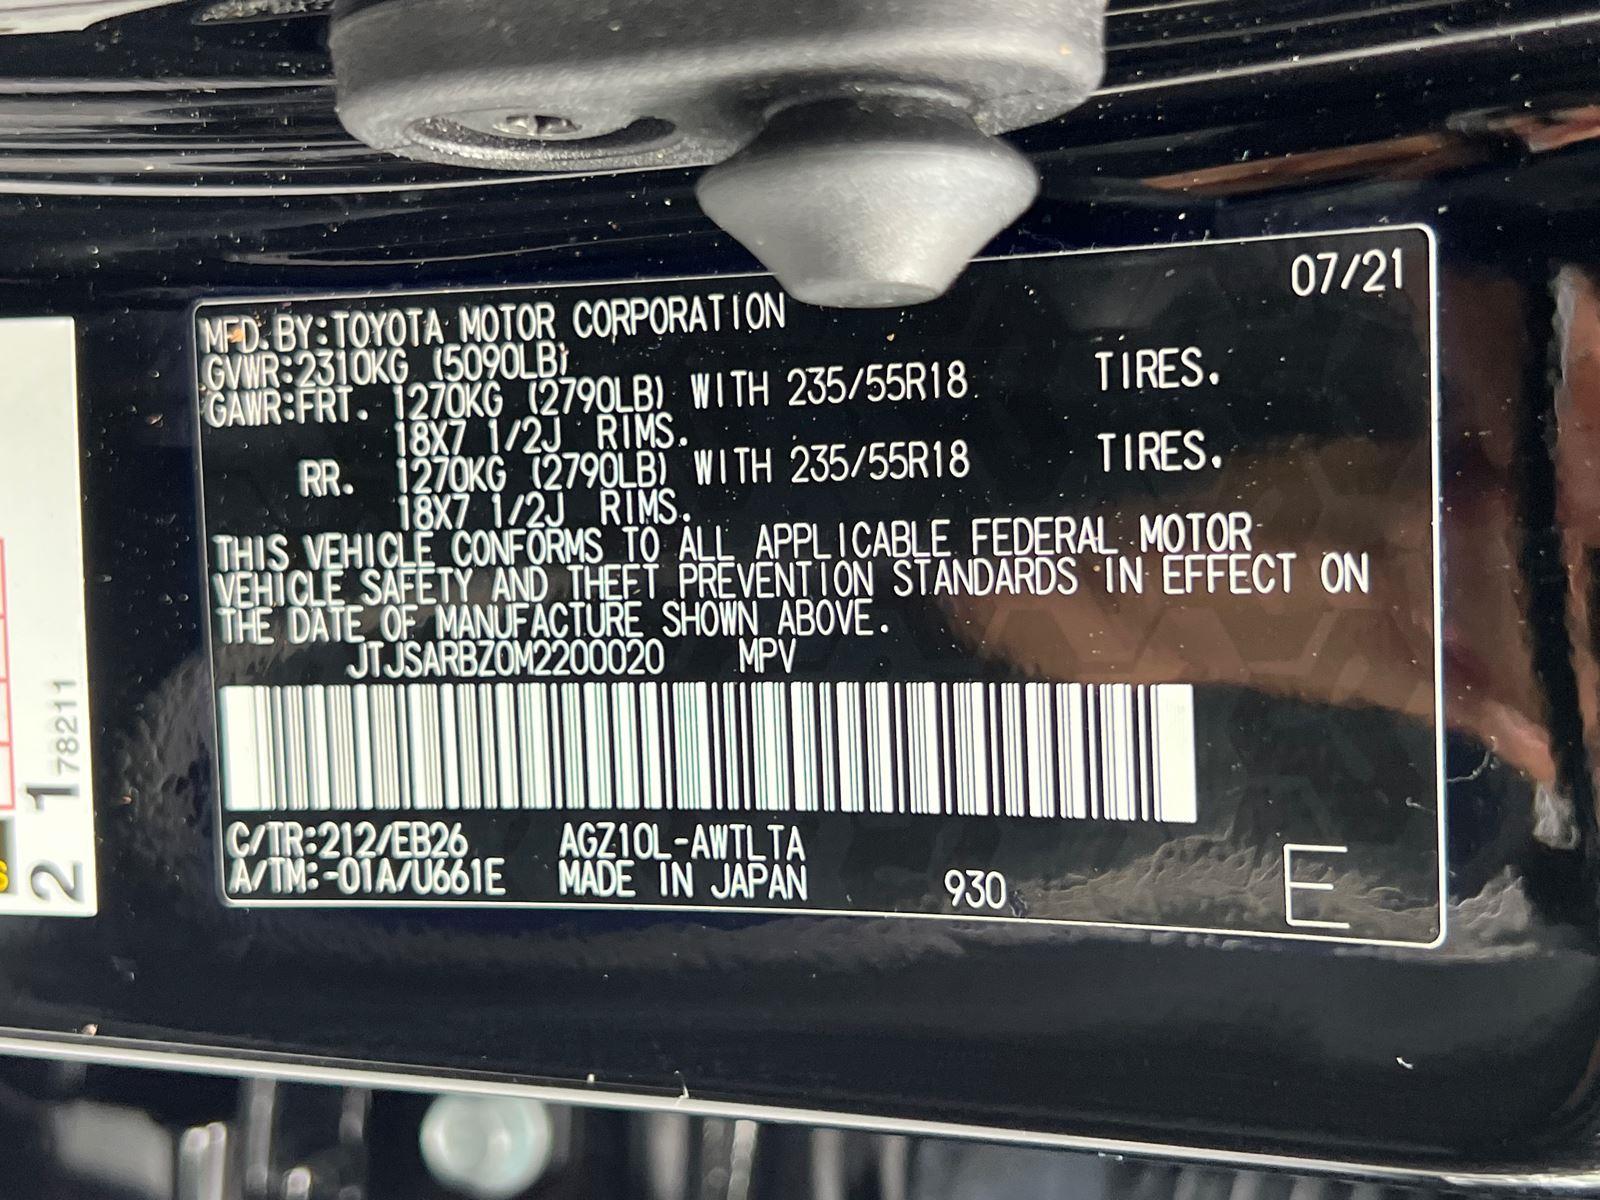 07/21
MFD. BY: TOYOTA MOTOR CORPORATION
GVWR: 2310KG (5090LB)
GAWR: FRT. 1270KG (2790LB) WITH 235/55R18 TIRES.
18X7 1/2J RIMS.
RR. 1270KG (2790LB) WITH 235/55R18 TIRES.
18X7 1/2J RIMS.
THIS VEHICLE CONFORMS TO ALL APPLICABLE FEDERAL MOTOR
VEHICLE SAFETY AND THEFT PREVENTION STANDARDS IN EFFECT ON
THE DATE OF MANUFACTURE SHOWN ABOVE.
JTJSARBZ0M2200020 MPV
C/TR: 212/EB26 AGZ10L-AWTLTA
A/TM: -01A/U661E MADE IN JAPAN 930 E
2 1 78211